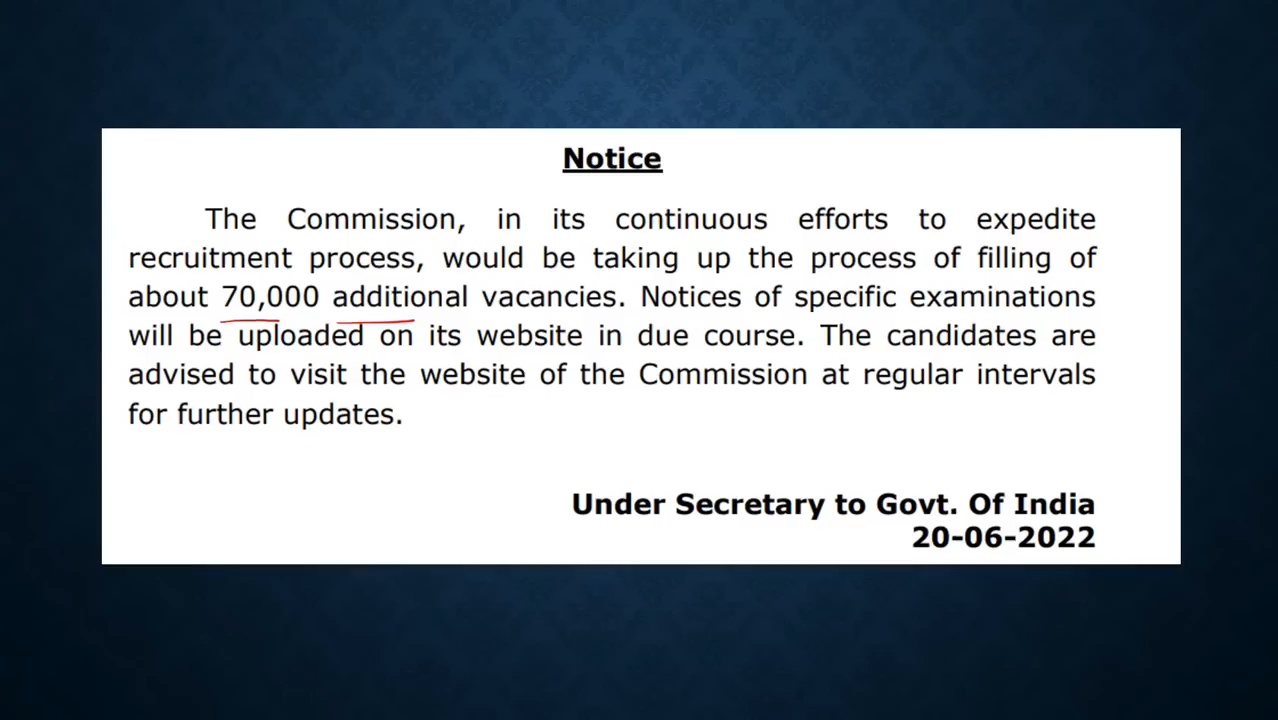 Notice
The Commission, in its continuous efforts to expedite
recruitment process, would be taking up the process of filling of
about 70,000 additional vacancies. Notices of specific examinations
will be uploaded on its website in due course. The candidates are
advised to visit the website of the Commission at regular intervals
for further updates.
Under Secretary to Govt. Of India
20-06-2022